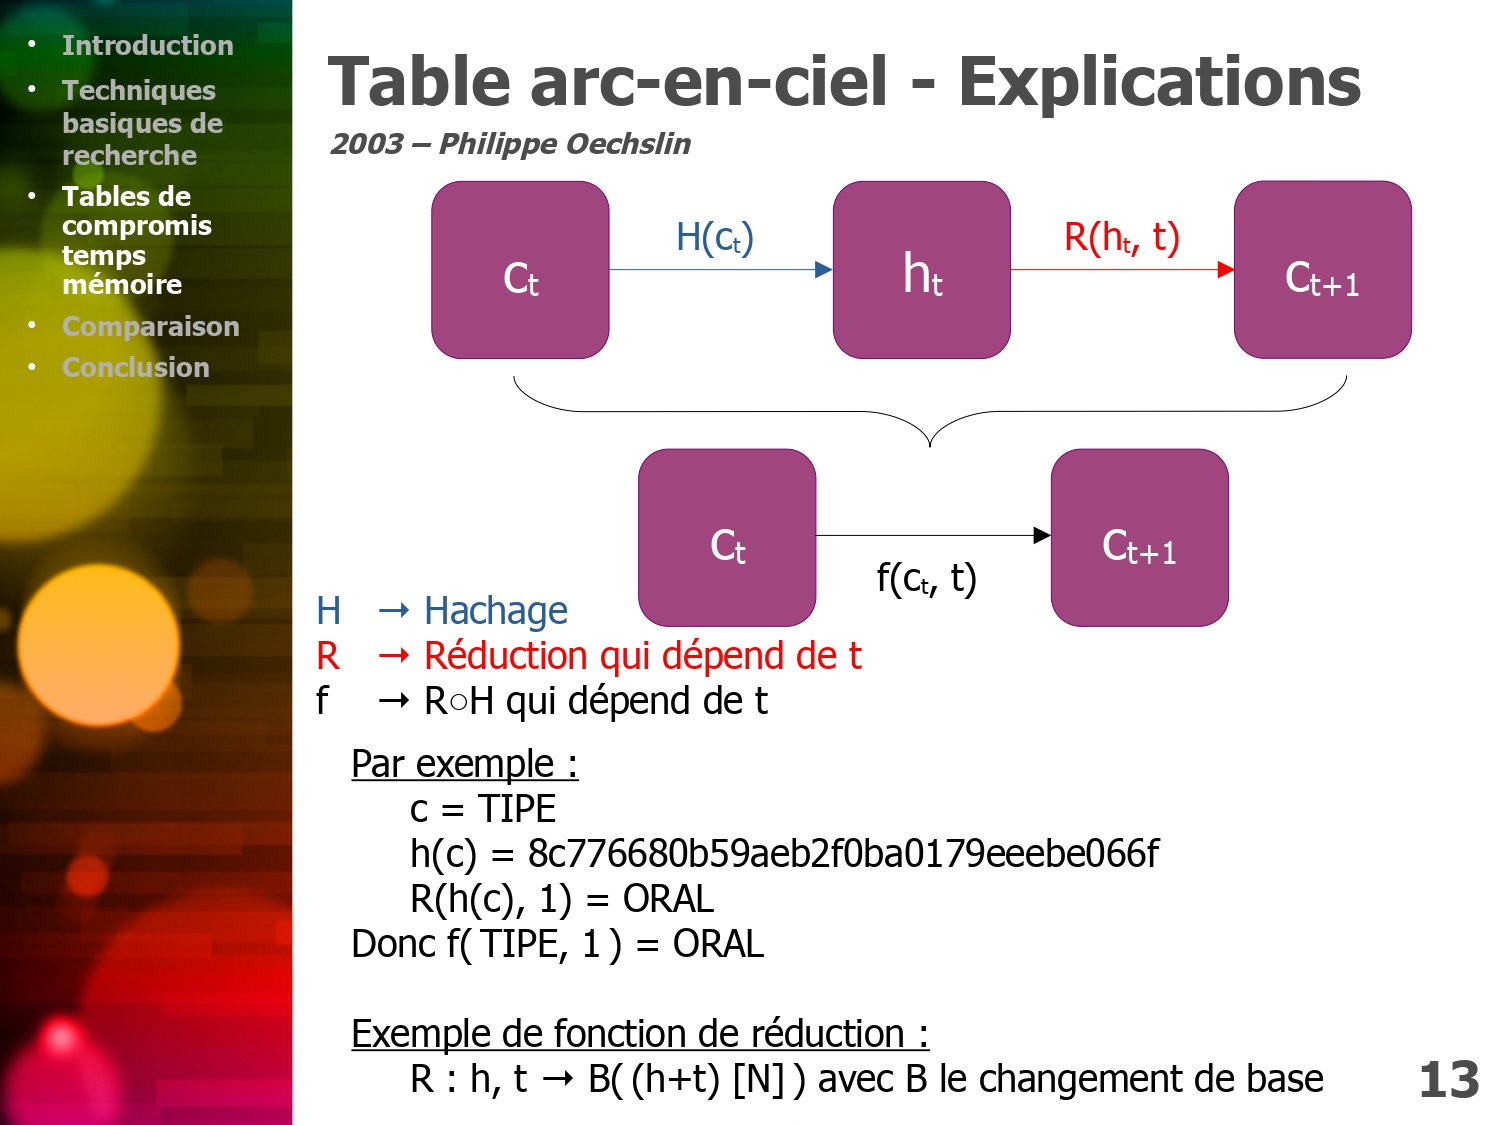 • Introduction
• Techniques
basiques de
recherche
• Tables de
compromis
temps
mémoire
• Comparaison
• Conclusion
Table arc-en-ciel - Explications
2003 – Philippe Oechslin
c_t
H(c_t)
h_t
R(h_t, t)
c_t+1
c_t
f(c_t, t)
c_t+1
H → Hachage
R → Réduction qui dépend de t
f → R○H qui dépend de t
Par exemple :
c = TIPE
h(c) = 8c776680b59aeb2f0ba0179eeebe066f
R(h(c), 1) = ORAL
Donc f( TIPE, 1 ) = ORAL
Exemple de fonction de réduction :
R : h, t → B( (h+t) [N] ) avec B le changement de base
13